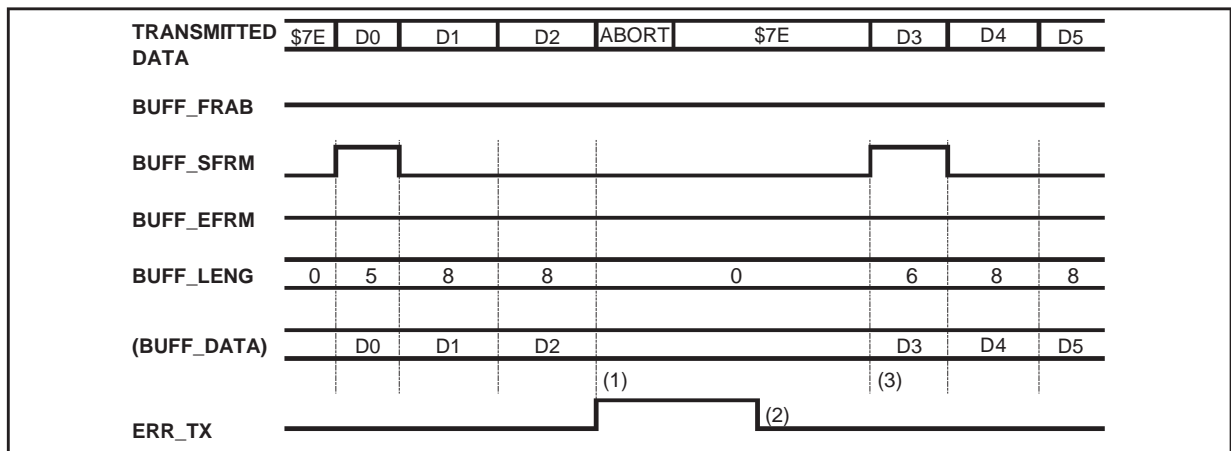 TRANSMITTED DATA $7E D0 D1 D2 ABORT $7E D3 D4 D5
BUFF_FRAB
BUFF_SFRM
BUFF_EFRM
BUFF_LENG 0 5 8 8 0 6 8 8
(BUFF_DATA) D0 D1 D2 D3 D4 D5
(1) (3)
(2)
ERR_TX